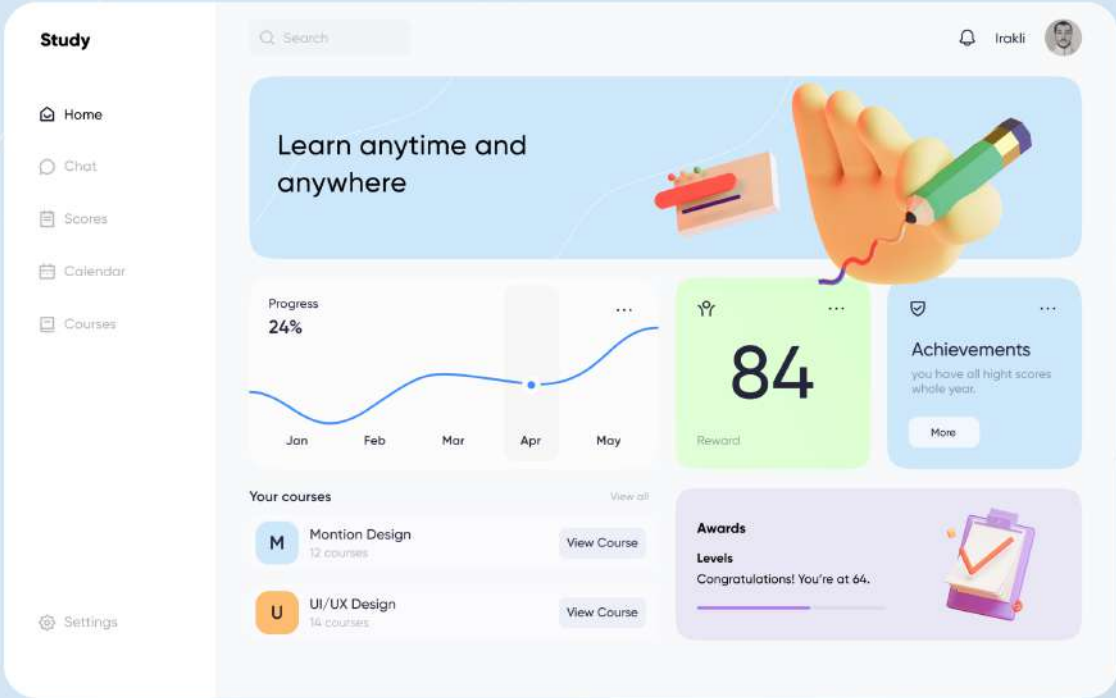 Study
Search
Irakli
Home
Chat
Scores
Calendar
Courses
Settings
Learn anytime and
anywhere
Progress
24%
Jan Feb Mar Apr May
84
Reward
Achievements
you have all hight scores
whole year.
More
Your courses View all
M
Montion Design
12 courses
View Course
U
UI/UX Design
14 courses
View Course
Awards
Levels
Congratulations! You're at 64.